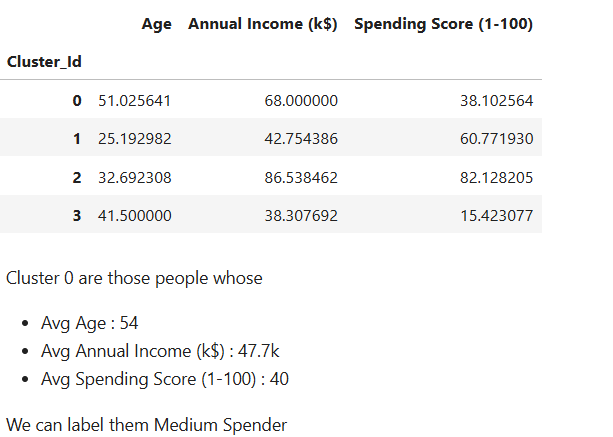 Age Annual Income (k$) Spending Score (1-100)
Cluster_Id
0 51.025641 68.000000 38.102564
1 25.192982 42.754386 60.771930
2 32.692308 86.538462 82.128205
3 41.500000 38.307692 15.423077
Cluster 0 are those people whose
• Avg Age : 54
• Avg Annual Income (k$) : 47.7k
• Avg Spending Score (1-100) : 40
We can label them Medium Spender